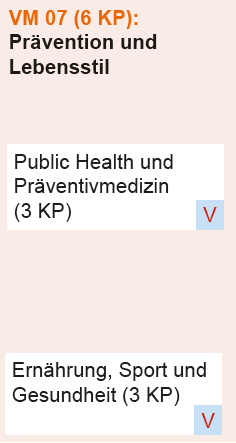 VM 07 (6 KP):
Prävention und
Lebensstil
Public Health und
Präventivmedizin
(3 KP)
V
Ernährung, Sport und
Gesundheit (3 KP)
V